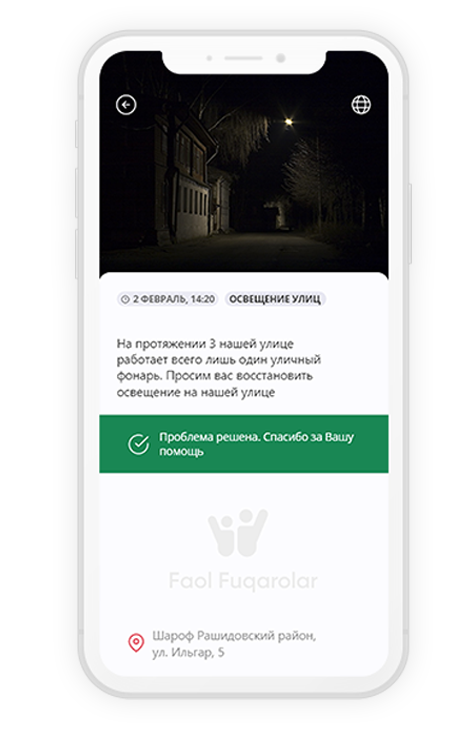 2 ФЕВРАЛЬ, 14:20 ОСВЕЩЕНИЕ УЛИЦ
На протяжении 3 нашей улице
работает всего лишь один уличный
фонарь. Просим вас восстановить
освещение на нашей улице
Проблема решена. Спасибо за Вашу
помощь
Faol Fuqarolar
Шароф Рашидовский район,
ул. Ильгар, 5